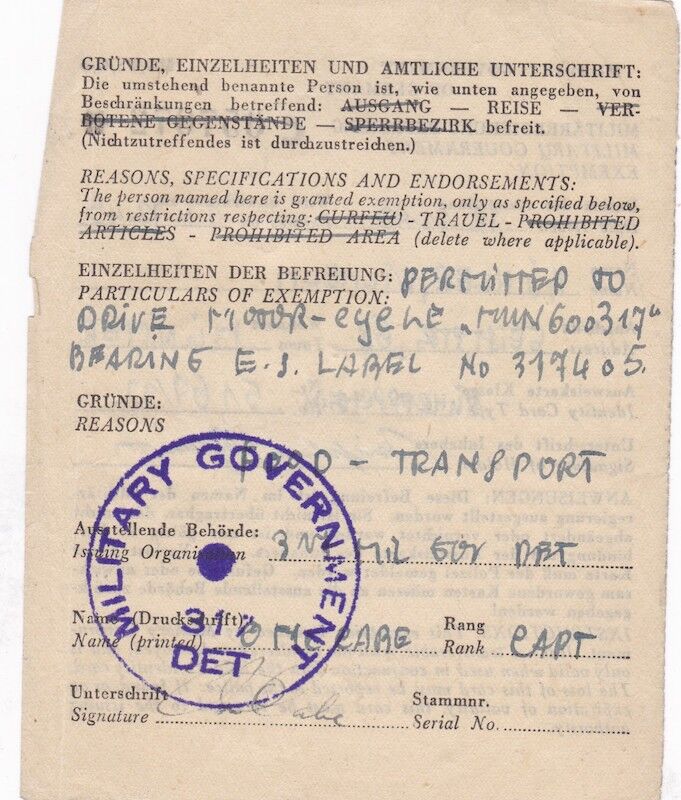 GRÜNDE, EINZELHEITEN UND AMTLICHE UNTERSCHRIFT:
Die umstehend benannte Person ist, wie unten angegeben, von
Beschränkungen betreffend: AUSGANG — REISE — VER-
BOTENE GEGENSTÄNDE — SPERRBEZIRK befreit.
(Nichtzutreffendes ist durchzustreichen.)
REASONS, SPECIFICATIONS AND ENDORSEMENTS:
The person named here is granted exemption, only as specified below,
from restrictions respecting: CURFEW - TRAVEL - PROHIBITED
ARTICLES - PROHIBITED AREA (delete where applicable).
EINZELHEITEN DER BEFREIUNG: PERMITTED TO
PARTICULARS OF EXEMPTION:
DRIVE MOTOR-CYCLE „MUN600317"
BEARING E.S. LABEL No 317405.
GRÜNDE:
REASONS
FOOD — TRANSPORT
MILITARY GOVERNMENT
317
DET
Ausstellende Behörde:
Issuing Organisation MIL GOV DET
Name (Druckschrift) Rang
Name (printed) Rank CAPT
Unterschrift Stammnr.
Signature Serial No.